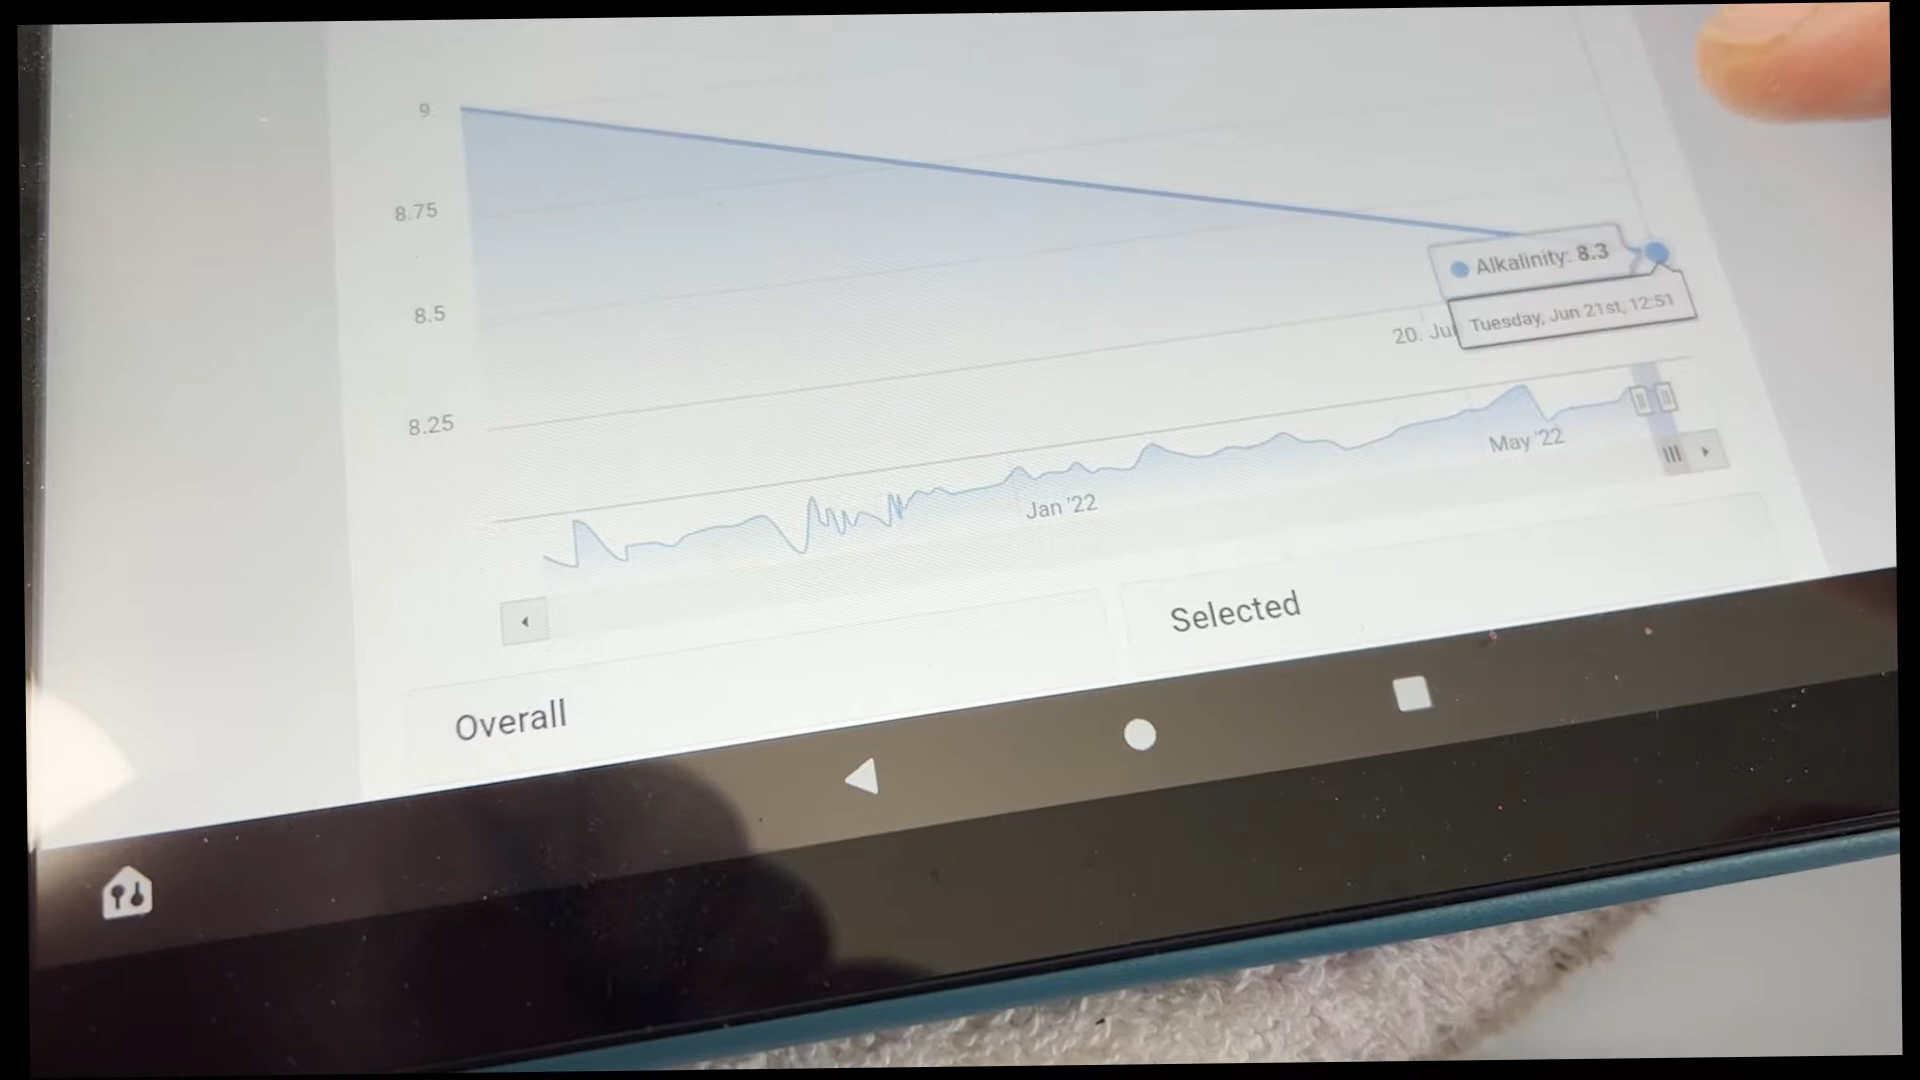 9
8.75
8.5
8.25
Alkalinity: 8.3
Tuesday, Jun 21st, 12:51
20. Ju
May '22
Jan '22
Selected
Overall